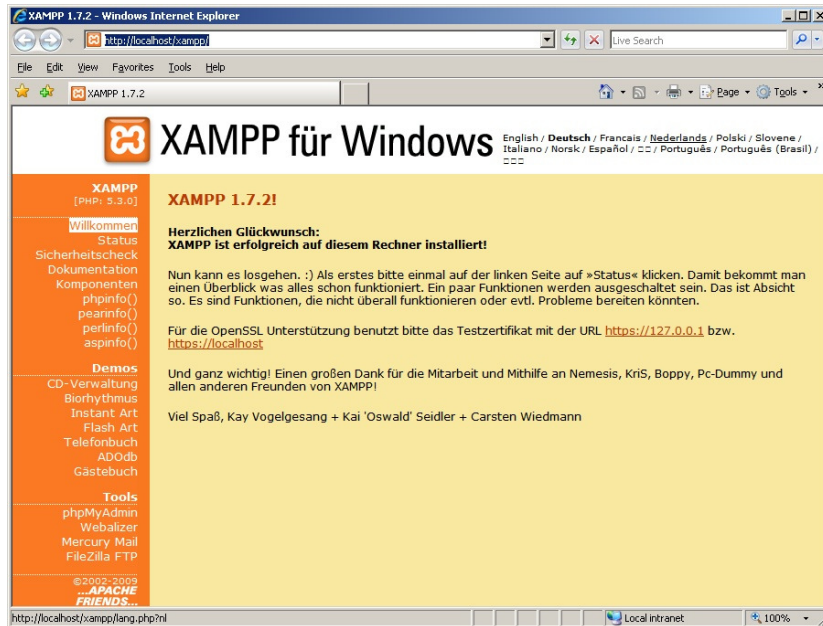 XAMPP 1.7.2 - Windows Internet Explorer
http://localhost/xampp/
Live Search
File Edit View Favorites Tools Help
XAMPP 1.7.2
Page Tools
XAMPP für Windows
English / Deutsch / Francais / Nederlands / Polski / Slovene /
Italiano / Norsk / Español / □□ / Português / Português (Brasil) /
□□□
XAMPP
[PHP: 5.3.0]
Willkommen
Status
Sicherheitscheck
Dokumentation
Komponenten
phpinfo()
pearinfo()
perlinfo()
aspinfo()
Demos
CD-Verwaltung
Biorhythmus
Instant Art
Flash Art
Telefonbuch
ADOdb
Gästebuch
Tools
phpMyAdmin
Webalizer
Mercury Mail
FileZilla FTP
©2002-2009
...APACHE
FRIENDS...
XAMPP 1.7.2!
Herzlichen Glückwunsch:
XAMPP ist erfolgreich auf diesem Rechner installiert!
Nun kann es losgehen. :) Als erstes bitte einmal auf der linken Seite auf »Status« klicken. Damit bekommt man
einen Überblick was alles schon funktioniert. Ein paar Funktionen werden ausgeschaltet sein. Das ist Absicht
so. Es sind Funktionen, die nicht überall funktionieren oder evtl. Probleme bereiten könnten.
Für die OpenSSL Unterstützung benutzt bitte das Testzertifikat mit der URL https://127.0.0.1 bzw.
https://localhost
Und ganz wichtig! Einen großen Dank für die Mitarbeit und Mithilfe an Nemesis, KriS, Boppy, Pc-Dummy und
allen anderen Freunden von XAMPP!
Viel Spaß, Kay Vogelgesang + Kai 'Oswald' Seidler + Carsten Wiedmann
http://localhost/xampp/lang.php?nl
Local intranet
100%